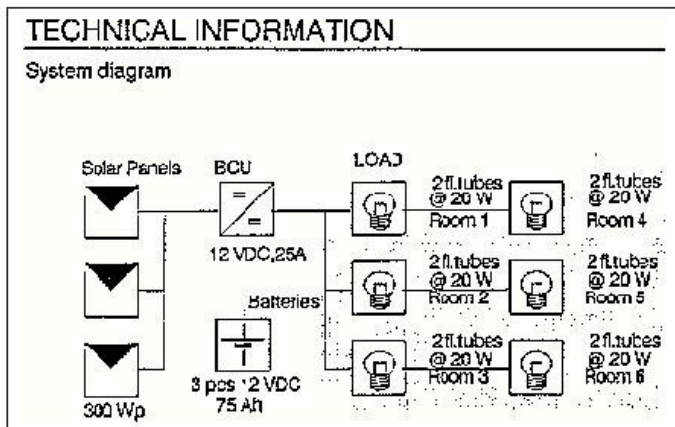 TECHNICAL INFORMATION
System diagram
Solar Panels
BCU
LOAD
2 fl.tubes
@ 20 W
Room 1
2 fl.tubes
@ 20 W
Room 4
12 VDC,25A
2 fl.tubes
@ 20 W
Room 2
2 fl.tubes
@ 20 W
Room 5
Batteries
2 fl.tubes
@ 20 W
Room 3
2 fl.tubes
@ 20 W
Room 6
300 Wp
pcs 12 VDC
75 Ah